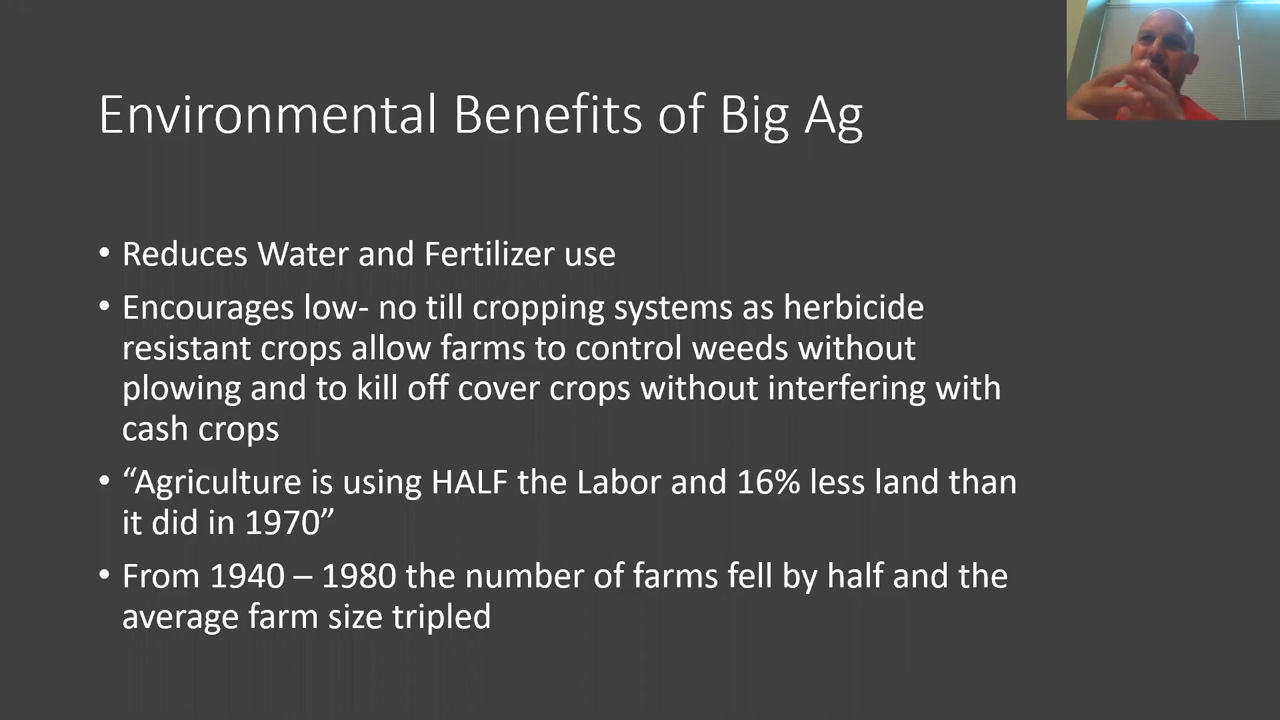 Environmental Benefits of Big Ag
• Reduces Water and Fertilizer use
• Encourages low- no till cropping systems as herbicide
resistant crops allow farms to control weeds without
plowing and to kill off cover crops without interfering with
cash crops
• “Agriculture is using HALF the Labor and 16% less land than
it did in 1970”
• From 1940 – 1980 the number of farms fell by half and the
average farm size tripled